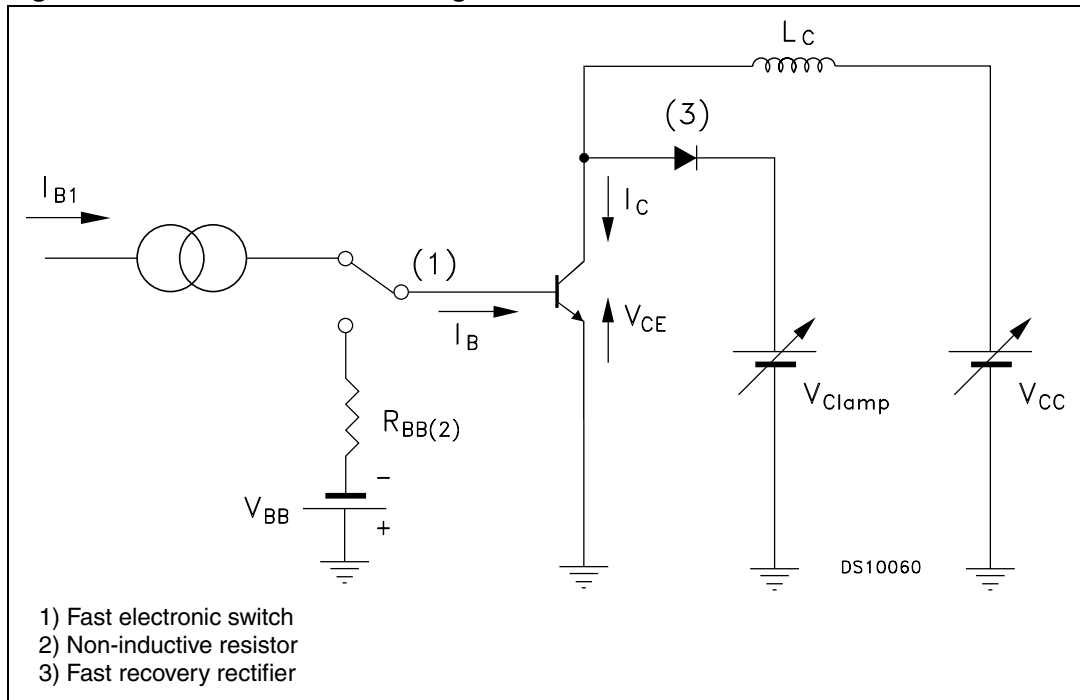 L C
(3)
I B1
I C
(1)
V CE
I B
V Clamp
V CC
R BB(2)
−
V BB
+
DS10060
1) Fast electronic switch
2) Non-inductive resistor
3) Fast recovery rectifier